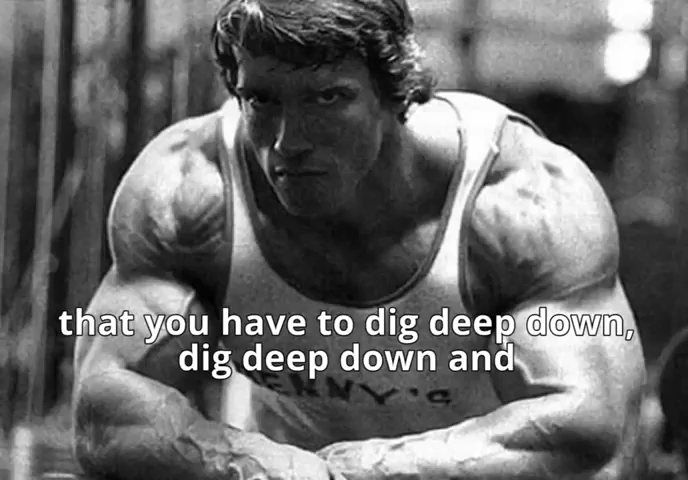 that you have to dig deep down,
dig deep down and